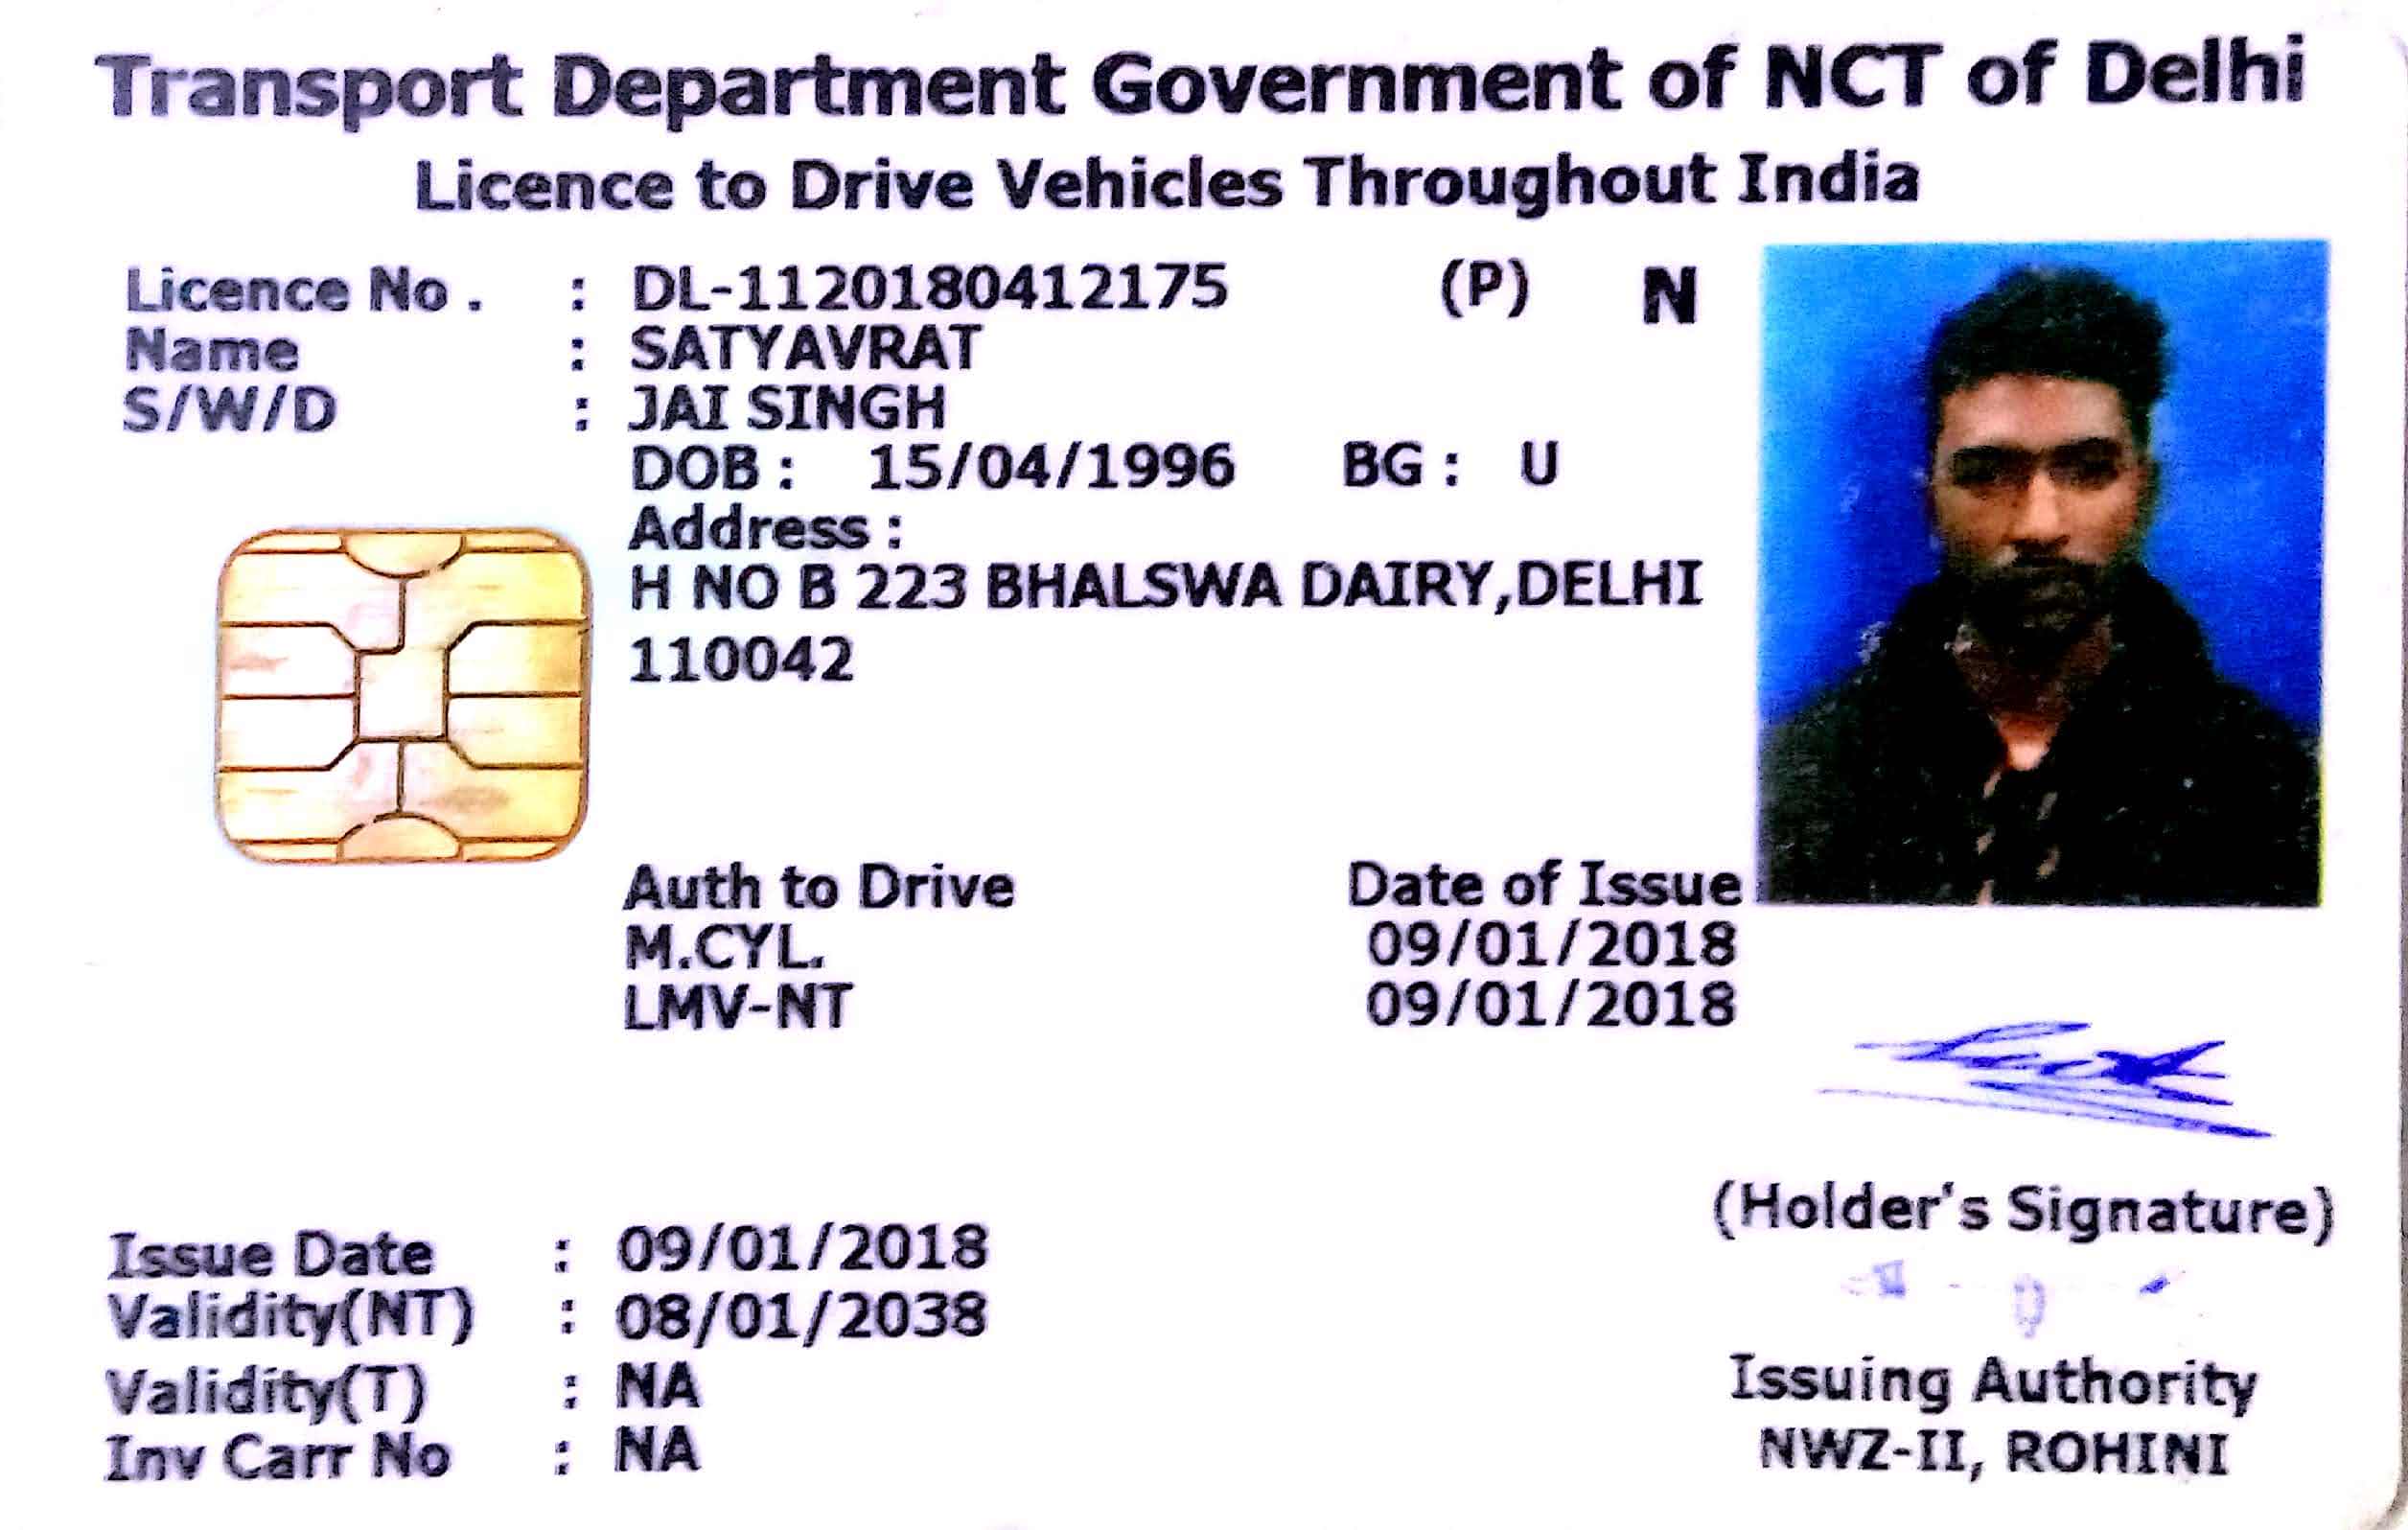 Transport Department Government of NCT of Delhi
Licence to Drive Vehicles Throughout India
Licence No . : DL-1120180412175 (P) N
Name : SATYAVRAT
S/W/D : JAI SINGH
DOB : 15/04/1996 BG : U
Address :
H NO B 223 BHALSWA DAIRY,DELHI
110042
Auth to Drive Date of Issue
M.CYL. 09/01/2018
LMV-NT 09/01/2018
(Holder's Signature)
Issue Date : 09/01/2018
Validity(NT) : 08/01/2038
Validity(T) : NA
Inv Carr No : NA
Issuing Authority
NWZ-II, ROHINI